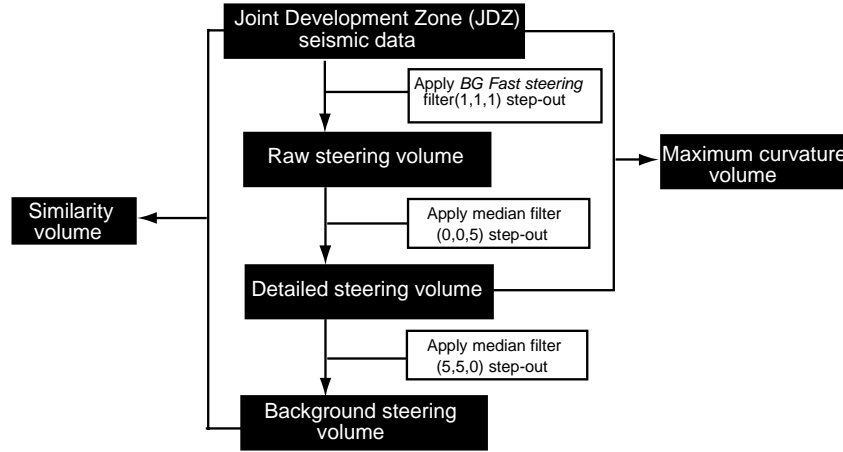 Joint Development Zone (JDZ)
seismic data
Apply BG Fast steering
filter(1,1,1) step-out
Raw steering volume
Maximum curvature
volume
Similarity
volume
Apply median filter
(0,0,5) step-out
Detailed steering volume
Apply median filter
(5,5,0) step-out
Background steering
volume